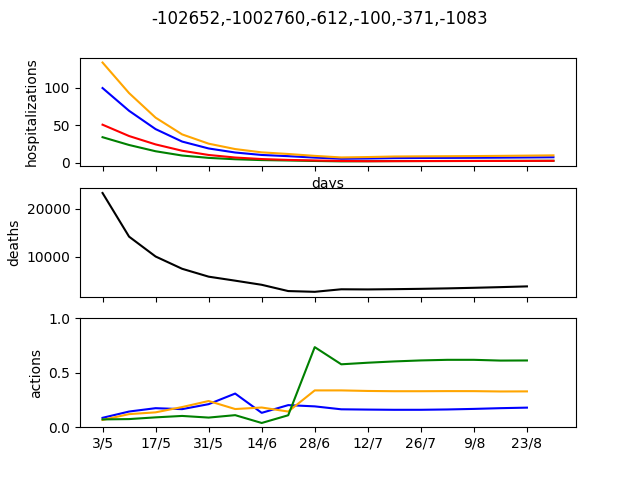 -102652,-1002760,-612,-100,-371,-1083
hospitalizations
100
50
0
days
deaths
20000
10000
actions
1.0
0.5
0.0
3/5 17/5 31/5 14/6 28/6 12/7 26/7 9/8 23/8